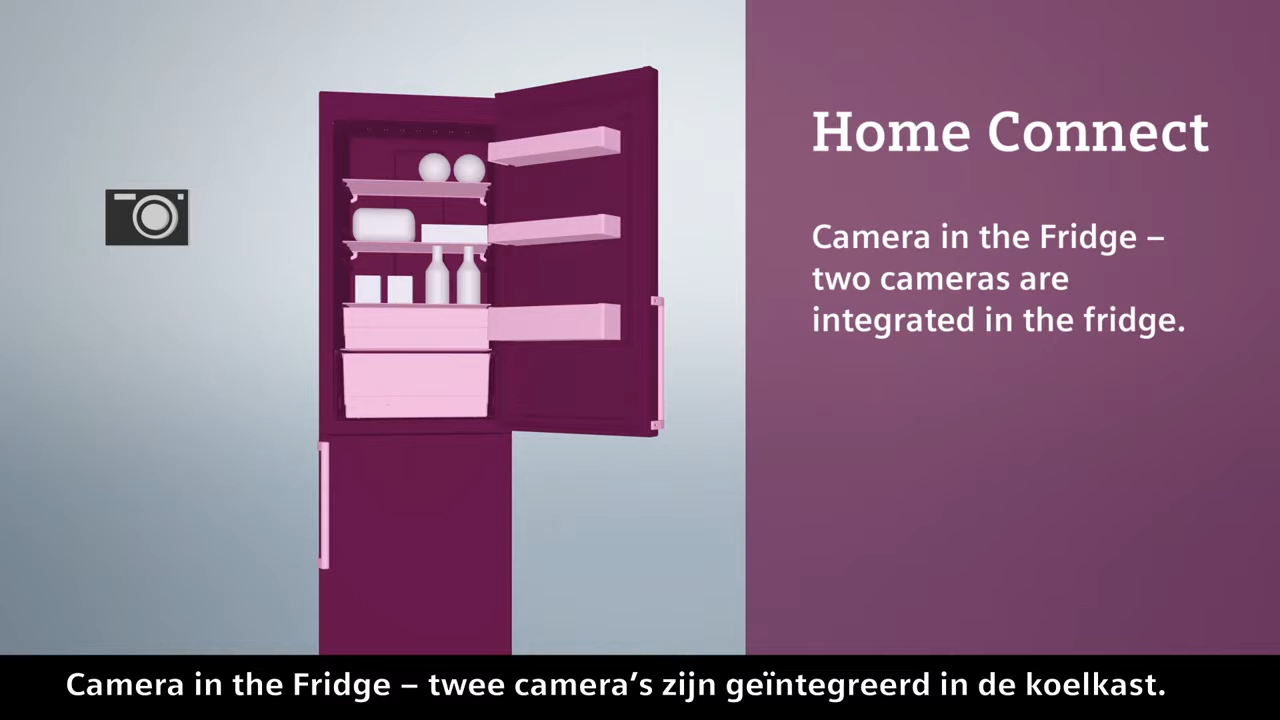 Home Connect
Camera in the Fridge –
two cameras are
integrated in the fridge.
Camera in the Fridge – twee camera’s zijn geïntegreerd in de koelkast.